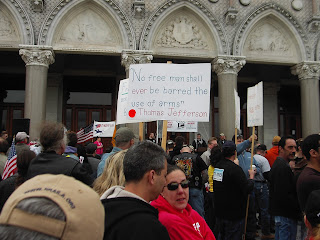 No free man shall
ever be barred the
use of arms"
Thomas Jefferson